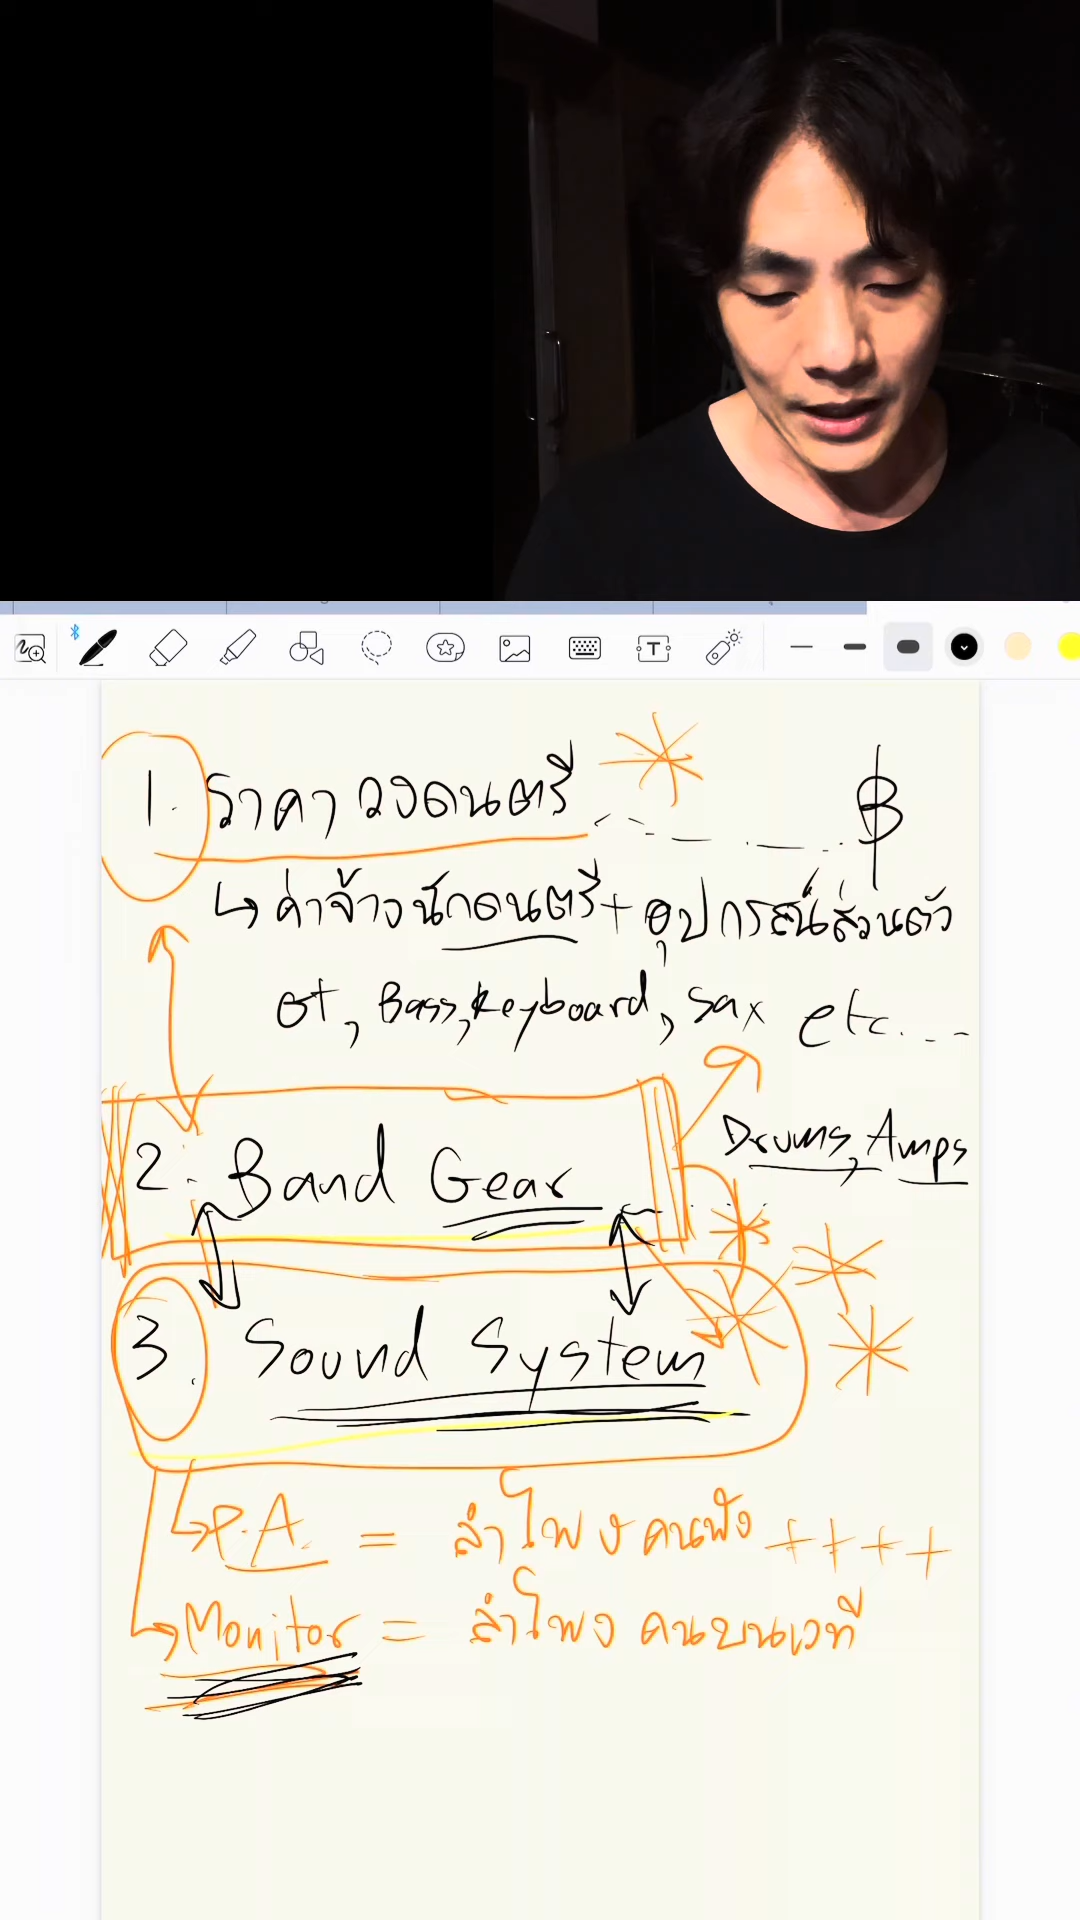 1. ราคาวงดนตรี ฿
↳ ค่าจ้างนักดนตรี + อุปกรณ์ส่วนตัว
Gt, Bass, Keyboard, Sax etc...
Drums, Amps
2. Band Gear
3. Sound System
↳ P.A. = ลำโพงคนฟัง ++++
↳ Monitor = ลำโพง คนบนเวที